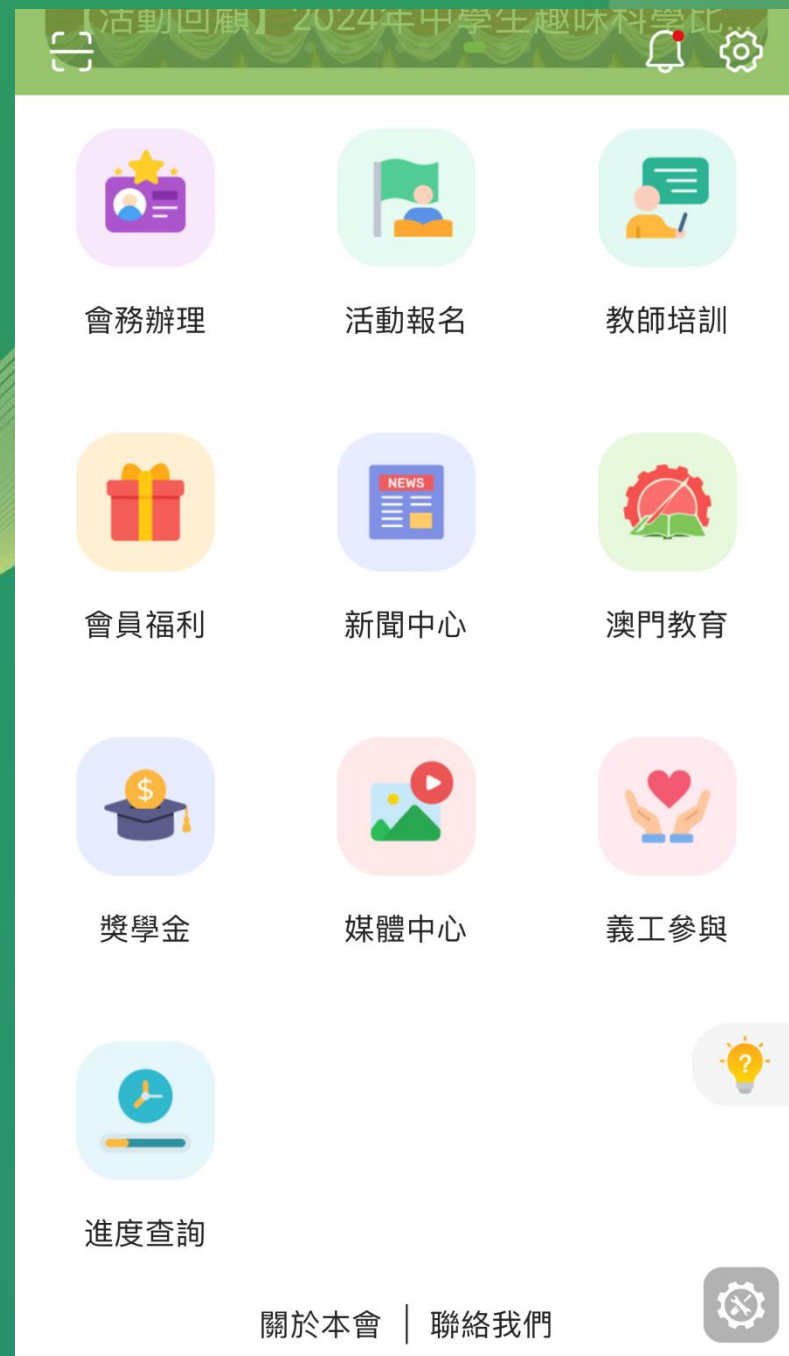 【活動回顧】2024年中學生趣味科學比...
會務辦理
活動報名
教師培訓
會員福利
NEWS
新聞中心
澳門教育
$
獎學金
媒體中心
義工參與
?
進度查詢
關於本會 | 聯絡我們